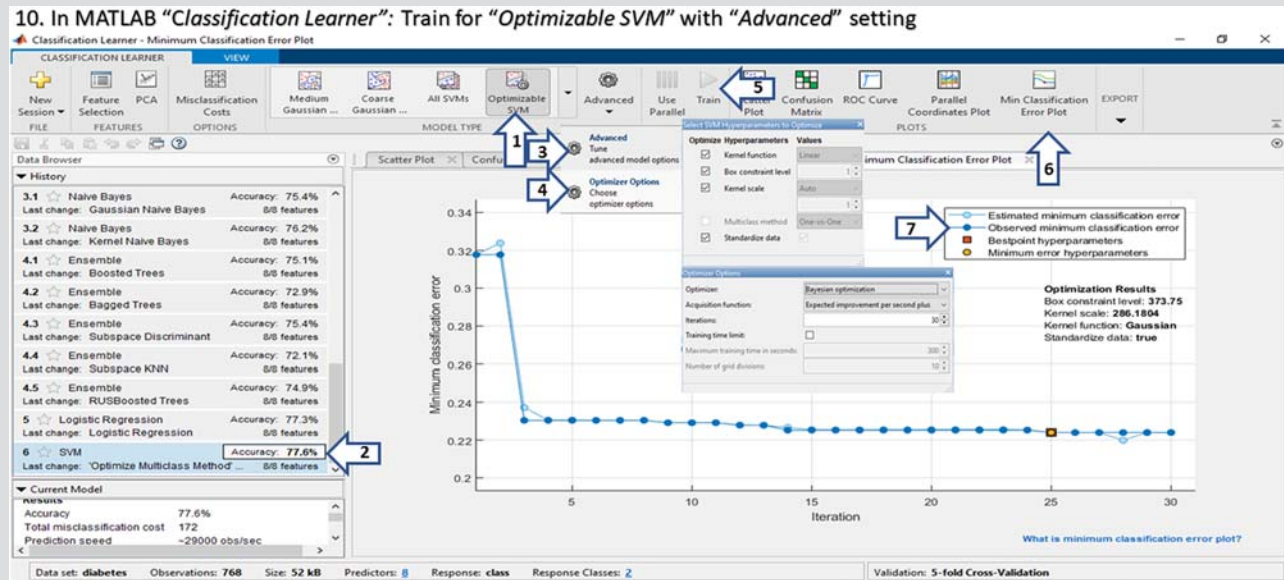 10. In MATLAB “Classification Learner”: Train for “Optimizable SVM” with “Advanced” setting
Classification Learner - Minimum Classification Error Plot
CLASSIFICATION LEARNER VIEW
New Session
Feature Selection
PCA
Misclassification Costs
Medium Gaussian ...
Coarse Gaussian ...
All SVMs
Optimizable SVM
Advanced
Use Parallel
Train
5
Plot
Confusion Matrix
ROC Curve
Parallel Coordinates Plot
Min Classification Error Plot
EXPORT
FILE FEATURES OPTIONS MODEL TYPE PLOTS
1
6
Data Browser
History
3.1 Naive Bayes Accuracy: 75.4%
Last change: Gaussian Naive Bayes 8/8 features
3.2 Naive Bayes Accuracy: 76.2%
Last change: Kernel Naive Bayes 8/8 features
4.1 Ensemble Accuracy: 75.1%
Last change: Boosted Trees 8/8 features
4.2 Ensemble Accuracy: 72.9%
Last change: Bagged Trees 8/8 features
4.3 Ensemble Accuracy: 75.4%
Last change: Subspace Discriminant 8/8 features
4.4 Ensemble Accuracy: 72.1%
Last change: Subspace KNN 8/8 features
4.5 Ensemble Accuracy: 74.9%
Last change: RUSBoosted Trees 8/8 features
5 Logistic Regression Accuracy: 77.3%
Last change: Logistic Regression 8/8 features
6 SVM Accuracy: 77.6%
Last change: 'Optimize Multiclass Method' ... 8/8 features
2
Current Model
Results
Accuracy 77.6%
Total misclassification cost 172
Prediction speed ~29000 obs/sec
Scatter Plot
Confu
imum Classification Error Plot
3
Advanced
Tune
advanced model options
4
Optimizer Options
Choose
optimizer options
Select SVM Hyperparameters to Optimize
Optimize Hyperparameters Values
Kernel function Linear
Box constraint level 1
Kernel scale Auto
1
Multiclass method One-vs-One
Standardize data
Optimizer Options
Optimizer: Bayesian optimization
Acquisition function: Expected improvement per second plus
Iterations: 30
Training time limit:
Maximum training time in seconds: 300
Number of grid divisions: 10
7
Estimated minimum classification error
Observed minimum classification error
Bestpoint hyperparameters
Minimum error hyperparameters
Optimization Results
Box constraint level: 373.75
Kernel scale: 286.1804
Kernel function: Gaussian
Standardize data: true
Minimum classification error
0.34
0.32
0.3
0.28
0.26
0.24
0.22
0.2
5 10 15 20 25 30
Iteration
What is minimum classification error plot?
Data set: diabetes Observations: 768 Size: 52 kB Predictors: 8 Response: class Response Classes: 2 Validation: 5-fold Cross-Validation